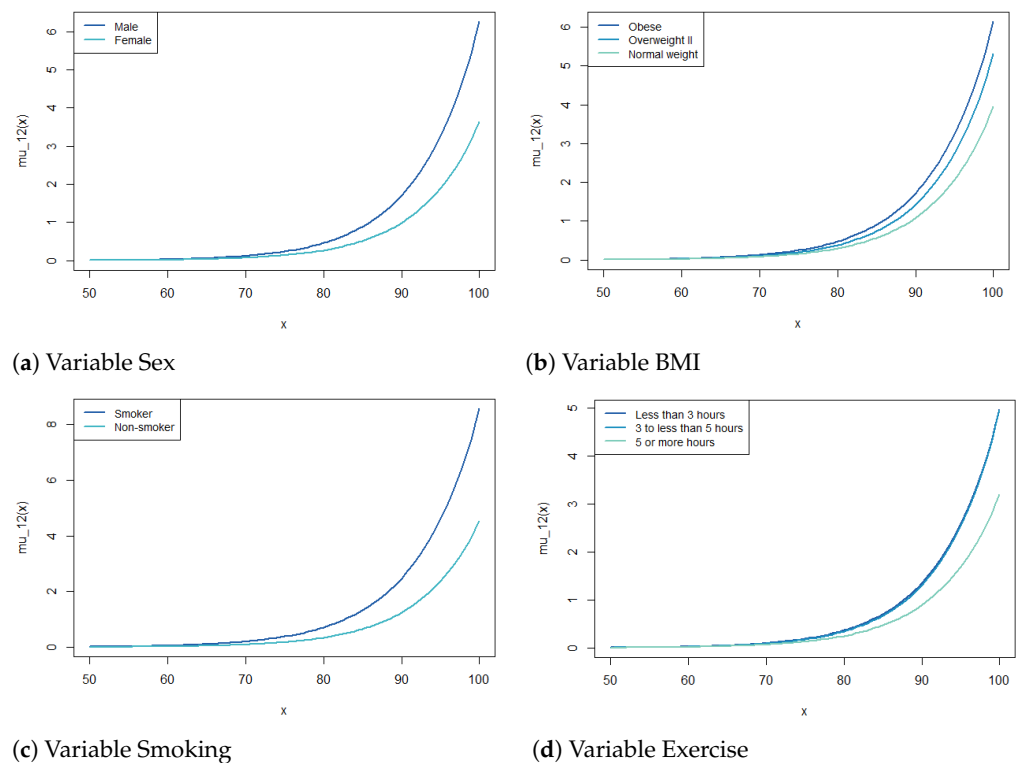 Male
Female
mu_12(x)
0 1 2 3 4 5 6
50 60 70 80 90 100
x
(a) Variable Sex
Obese
Overweight II
Normal weight
mu_12(x)
0 1 2 3 4 5 6
50 60 70 80 90 100
x
(b) Variable BMI
Smoker
Non-smoker
mu_12(x)
0 2 4 6 8
50 60 70 80 90 100
x
(c) Variable Smoking
Less than 3 hours
3 to less than 5 hours
5 or more hours
mu_12(x)
0 1 2 3 4 5
50 60 70 80 90 100
x
(d) Variable Exercise